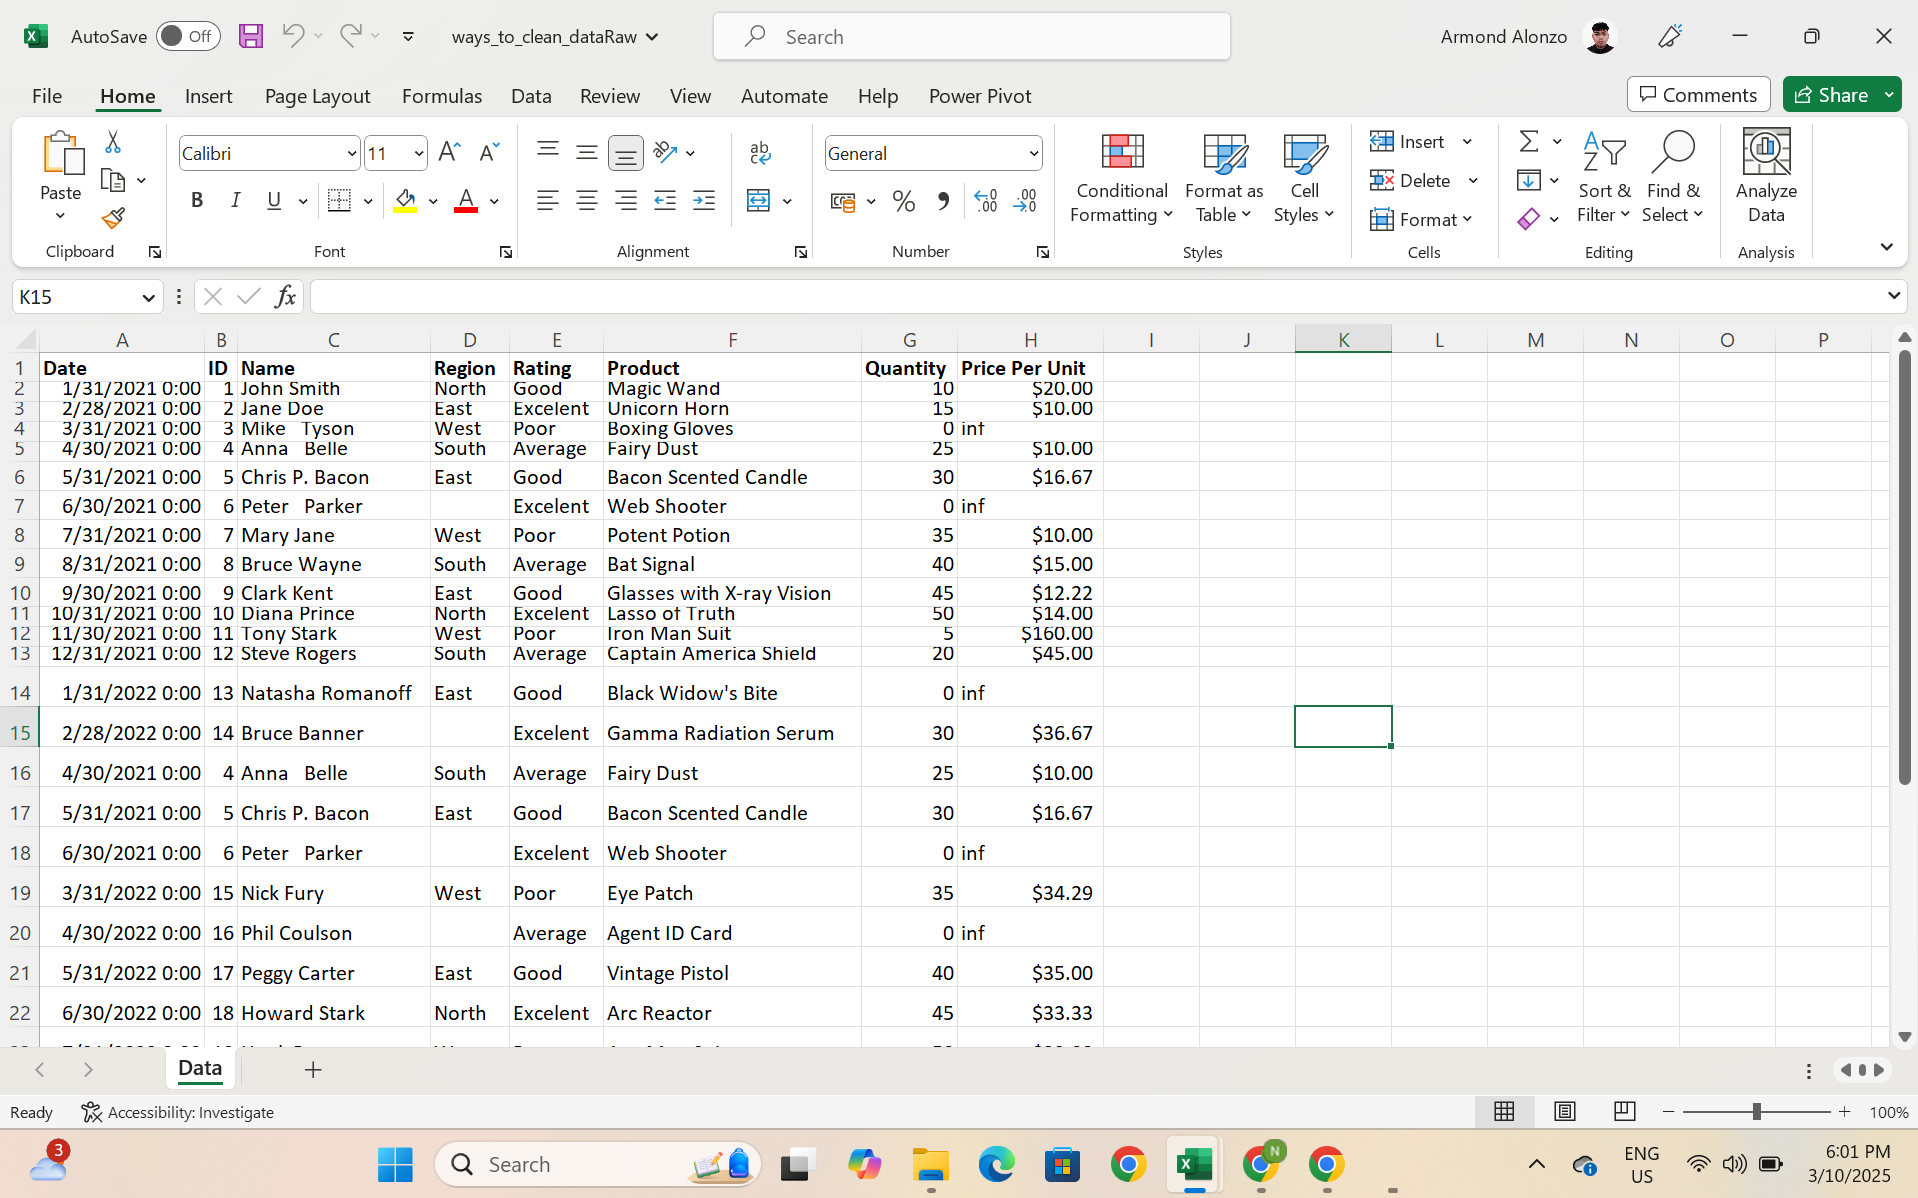 AutoSave Off ways_to_clean_dataRaw Search Armond Alonzo
File Home Insert Page Layout Formulas Data Review View Automate Help Power Pivot Comments Share
Paste
Clipboard
Calibri 11
B I U
Font
ab
Alignment
General
% .00 .00
Number
Conditional Formatting
Format as Table
Cell Styles
Styles
Insert
Delete
Format
Cells
Sort & Filter
Find & Select
Editing
Analyze Data
Analysis
K15 fx
A B C D E F G H I J K L M N O P
1 Date ID Name Region Rating Product Quantity Price Per Unit
2 1/31/2021 0:00 1 John Smith North Good Magic Wand 10 $20.00
3 2/28/2021 0:00 2 Jane Doe East Excelent Unicorn Horn 15 $10.00
4 3/31/2021 0:00 3 Mike   Tyson West Poor Boxing Gloves 0 inf
5 4/30/2021 0:00 4 Anna   Belle South Average Fairy Dust 25 $10.00
6 5/31/2021 0:00 5 Chris P. Bacon East Good Bacon Scented Candle 30 $16.67
7 6/30/2021 0:00 6 Peter   Parker Excelent Web Shooter 0 inf
8 7/31/2021 0:00 7 Mary Jane West Poor Potent Potion 35 $10.00
9 8/31/2021 0:00 8 Bruce Wayne South Average Bat Signal 40 $15.00
10 9/30/2021 0:00 9 Clark Kent East Good Glasses with X-ray Vision 45 $12.22
11 10/31/2021 0:00 10 Diana Prince North Excelent Lasso of Truth 50 $14.00
12 11/30/2021 0:00 11 Tony Stark West Poor Iron Man Suit 5 $160.00
13 12/31/2021 0:00 12 Steve Rogers South Average Captain America Shield 20 $45.00
14 1/31/2022 0:00 13 Natasha Romanoff East Good Black Widow's Bite 0 inf
15 2/28/2022 0:00 14 Bruce Banner Excelent Gamma Radiation Serum 30 $36.67
16 4/30/2021 0:00 4 Anna   Belle South Average Fairy Dust 25 $10.00
17 5/31/2021 0:00 5 Chris P. Bacon East Good Bacon Scented Candle 30 $16.67
18 6/30/2021 0:00 6 Peter   Parker Excelent Web Shooter 0 inf
19 3/31/2022 0:00 15 Nick Fury West Poor Eye Patch 35 $34.29
20 4/30/2022 0:00 16 Phil Coulson Average Agent ID Card 0 inf
21 5/31/2022 0:00 17 Peggy Carter East Good Vintage Pistol 40 $35.00
22 6/30/2022 0:00 18 Howard Stark North Excelent Arc Reactor 45 $33.33
Data
Ready Accessibility: Investigate 100%
3 Search N ENG US 6:01 PM 3/10/2025